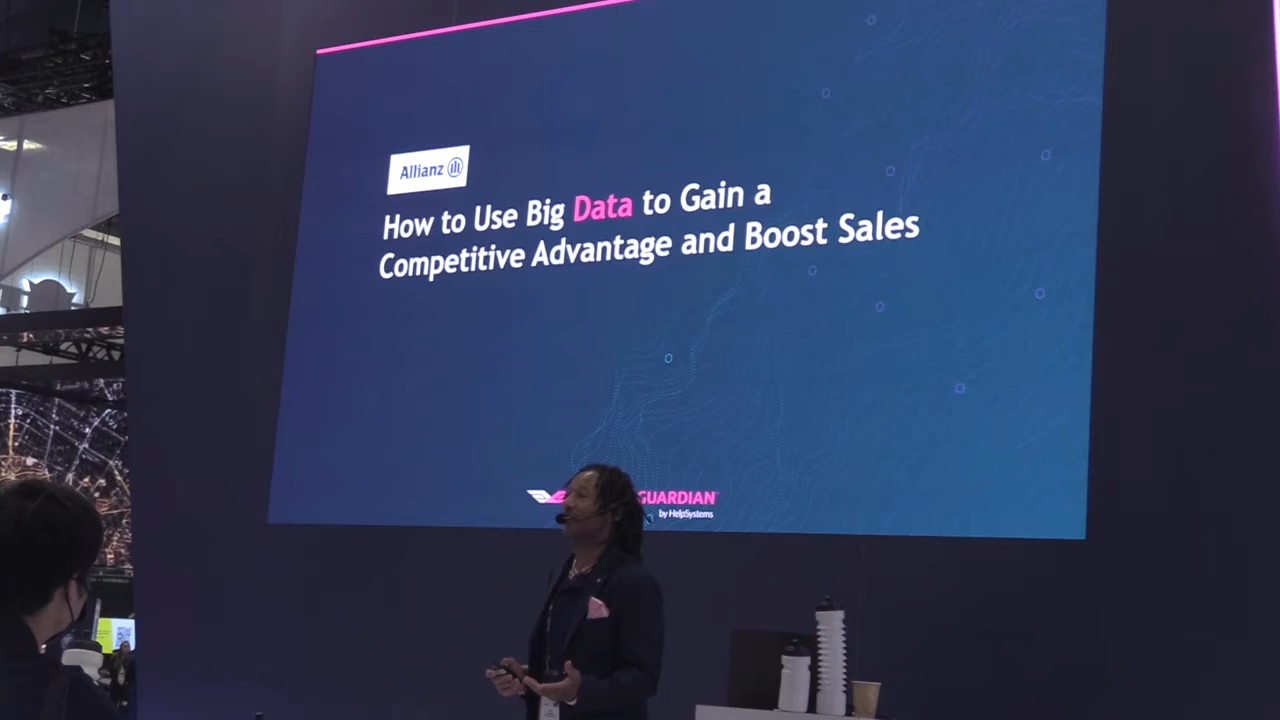 Allianz
How to Use Big Data to Gain a
Competitive Advantage and Boost Sales
GUARDIAN
by HelpSystems